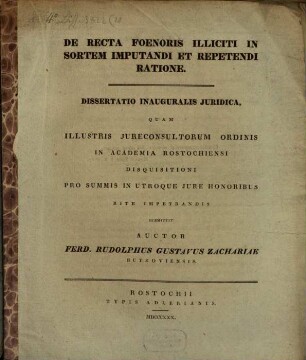 DE RECTA FOENORIS ILLICITI IN
SORTEM IMPUTANDI ET REPETENDI
RATIONE.
DISSERTATIO INAUGURALIS JURIDICA,
QUAM
ILLUSTRIS JURECONSULTORUM ORDINIS
IN ACADEMIA ROSTOCHIENSI
DISQUISITIONI
PRO SUMMIS IN UTROQUE JURE HONORIBUS
RITE IMPETRANDIS
SUBMITTIT
AUCTOR
FERD. RUDOLPHUS GUSTAVUS ZACHARIAE
BUTZOVIENSIS.
ROSTOCHII
TYPIS ADLERIANIS.
MDCCCXXX.